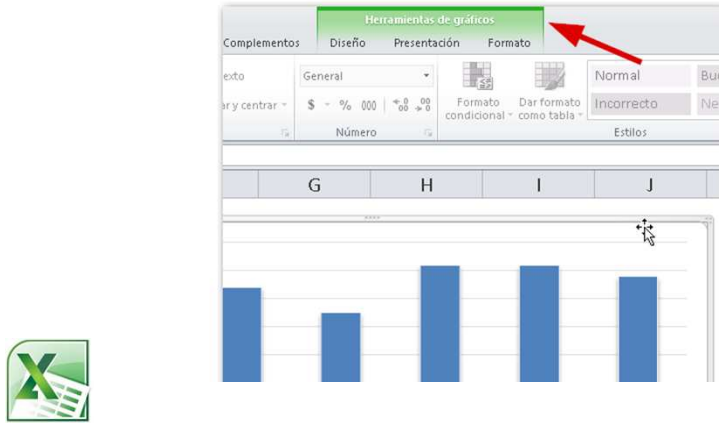 Herramientas de gráficos
Complementos Diseño Presentación Formato
exto General Normal
ar y centrar $ % 000 Formato condicional Dar formato como tabla Incorrecto
Número Estilos
G H I J